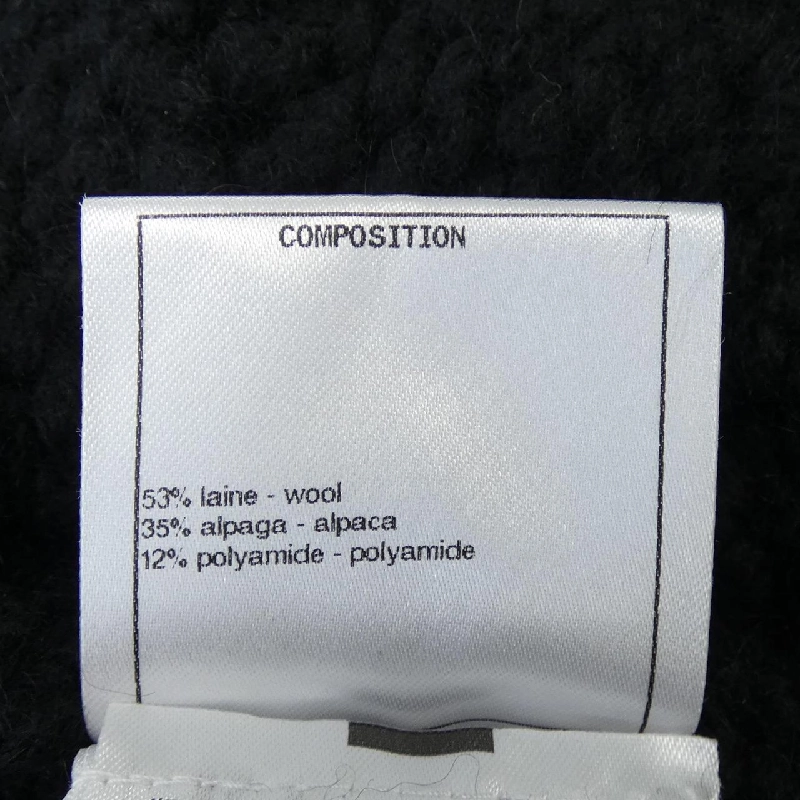 COMPOSITION
53% laine - wool
35% alpaga - alpaca
12% polyamide - polyamide